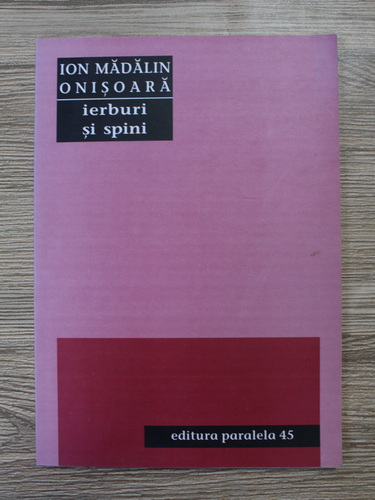 ION MĂDĂLIN
ONIȘOARĂ
ierburi
și spini
editura paralela 45